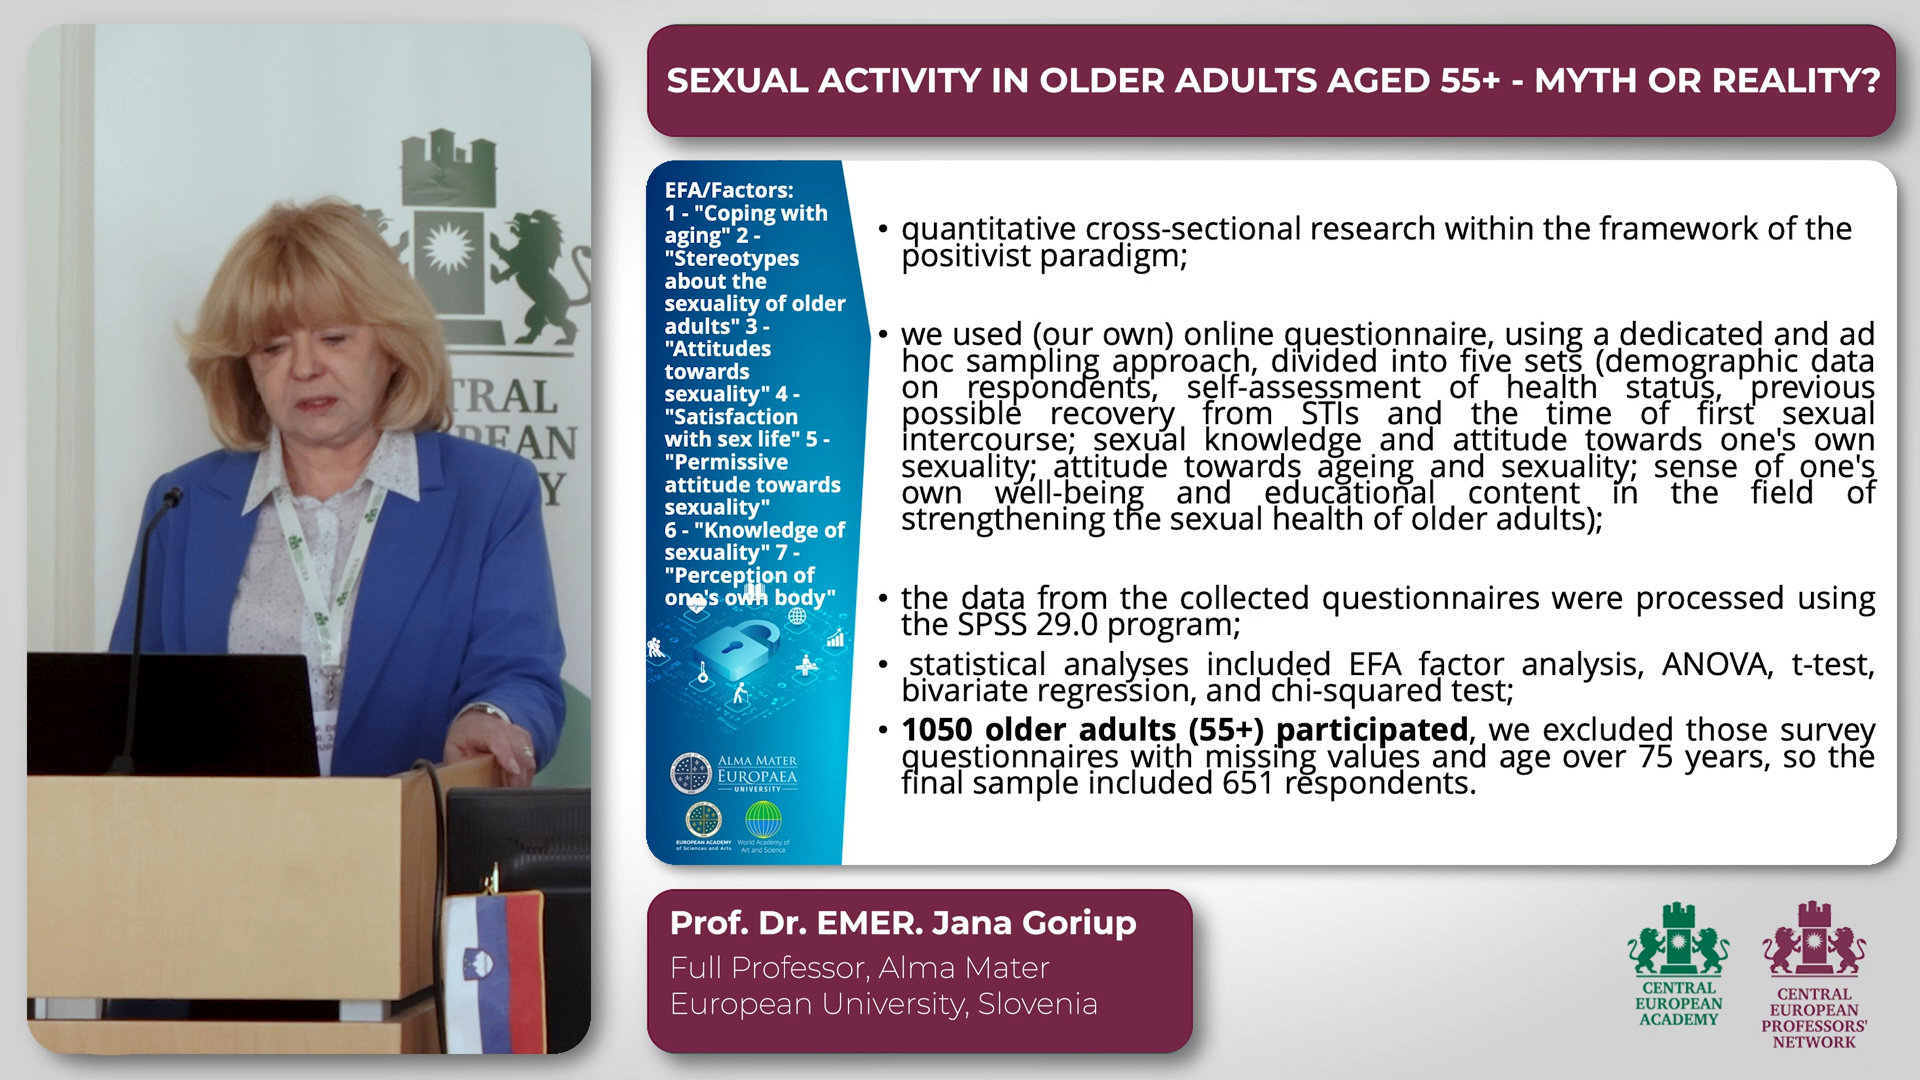 SEXUAL ACTIVITY IN OLDER ADULTS AGED 55+ - MYTH OR REALITY?
EFA/Factors:
1 - "Coping with
aging" 2 -
"Stereotypes
about the
sexuality of older
adults" 3 -
"Attitudes
towards
sexuality" 4 -
"Satisfaction
with sex life" 5 -
"Permissive
attitude towards
sexuality"
6 - "Knowledge of
sexuality" 7 -
"Perception of
one's own body"
ALMA MATER
EUROPAEA
UNIVERSITY
EUROPEAN ACADEMY
of Sciences and Arts
World Academy of
Art and Science
• quantitative cross-sectional research within the framework of the
positivist paradigm;
• we used (our own) online questionnaire, using a dedicated and ad
hoc sampling approach, divided into five sets (demographic data
on respondents, self-assessment of health status, previous
possible recovery from STIs and the time of first sexual
intercourse; sexual knowledge and attitude towards one's own
sexuality; attitude towards ageing and sexuality; sense of one's
own well-being and educational content in the field of
strengthening the sexual health of older adults);
• the data from the collected questionnaires were processed using
the SPSS 29.0 program;
• statistical analyses included EFA factor analysis, ANOVA, t-test,
bivariate regression, and chi-squared test;
• 1050 older adults (55+) participated, we excluded those survey
questionnaires with missing values and age over 75 years, so the
final sample included 651 respondents.
TRAL
PEAN
Y
Prof. Dr. EMER. Jana Goriup
Full Professor, Alma Mater
European University, Slovenia
CENTRAL
EUROPEAN
ACADEMY
CENTRAL
EUROPEAN
PROFESSORS'
NETWORK